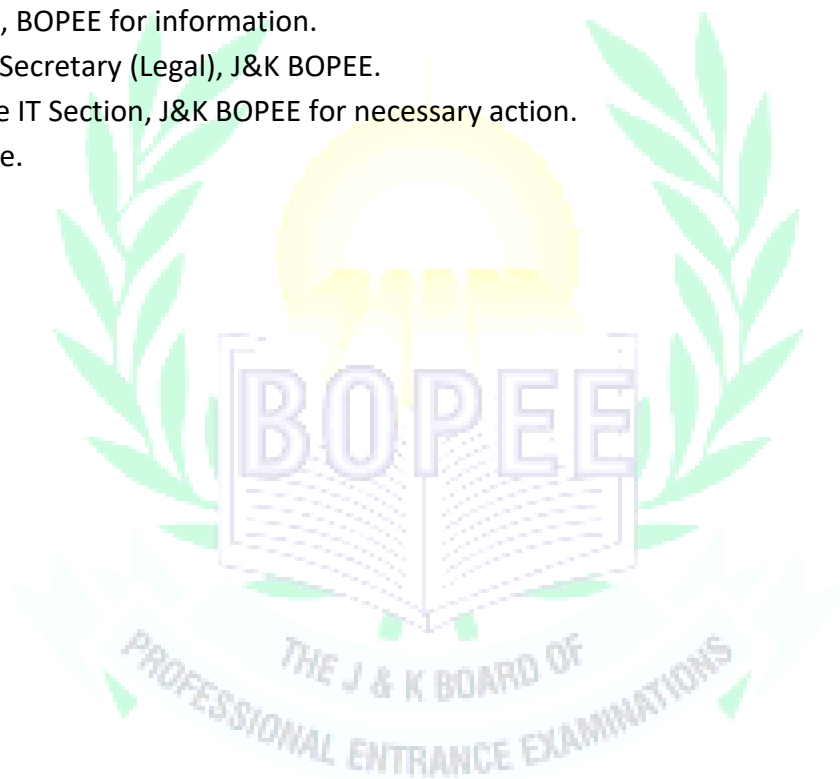 , BOPEE for information.
Secretary (Legal), J&K BOPEE.
e IT Section, J&K BOPEE for necessary action.
e.
BOPEE
THE J & K BOARD OF
PROFESSIONAL ENTRANCE EXAMINATIONS